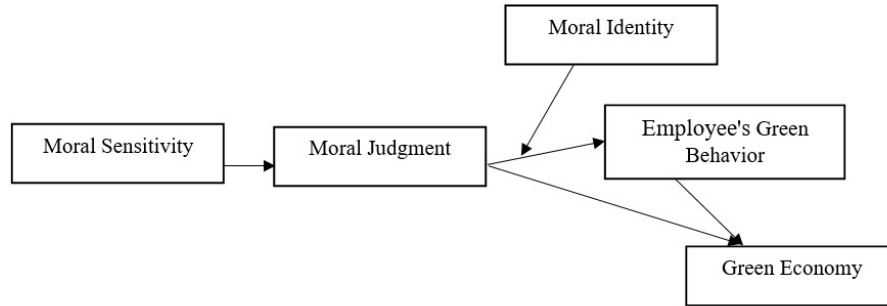 Moral Identity
Moral Sensitivity
Moral Judgment
Employee's Green
Behavior
Green Economy